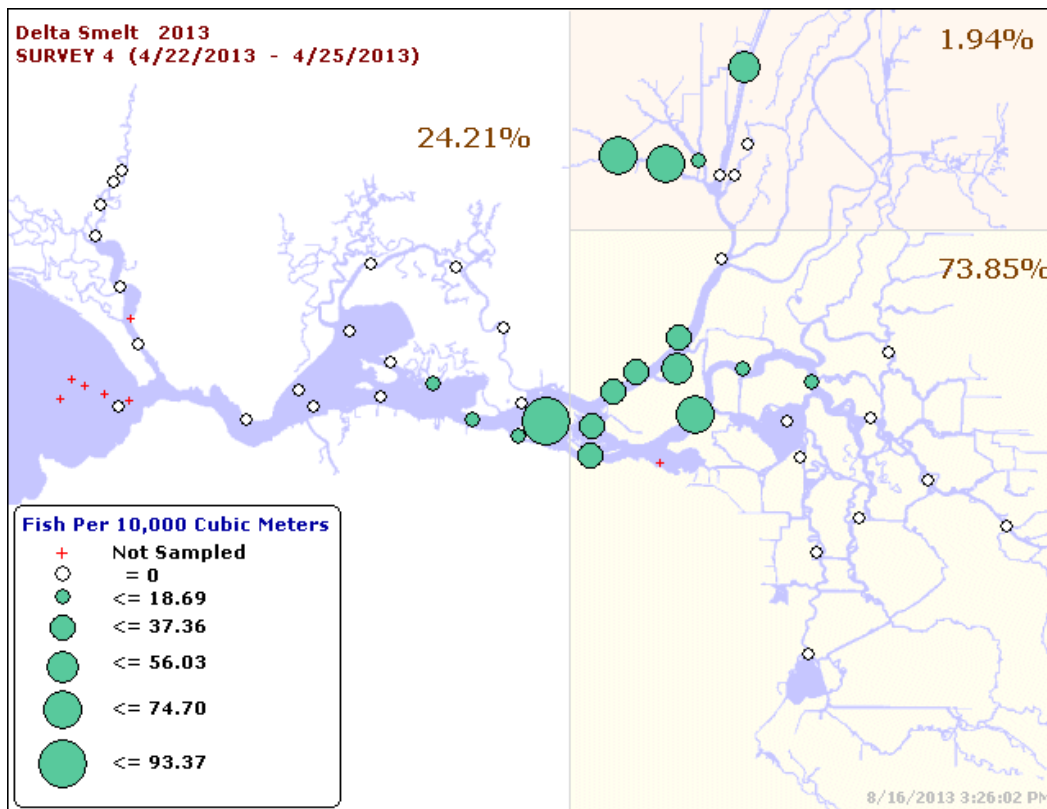 Delta Smelt 2013
SURVEY 4 (4/22/2013 - 4/25/2013)
1.94%
24.21%
73.85%
Fish Per 10,000 Cubic Meters
Not Sampled
= 0
<= 18.69
<= 37.36
<= 56.03
<= 74.70
<= 93.37
8/16/2013 3:26:02 PM